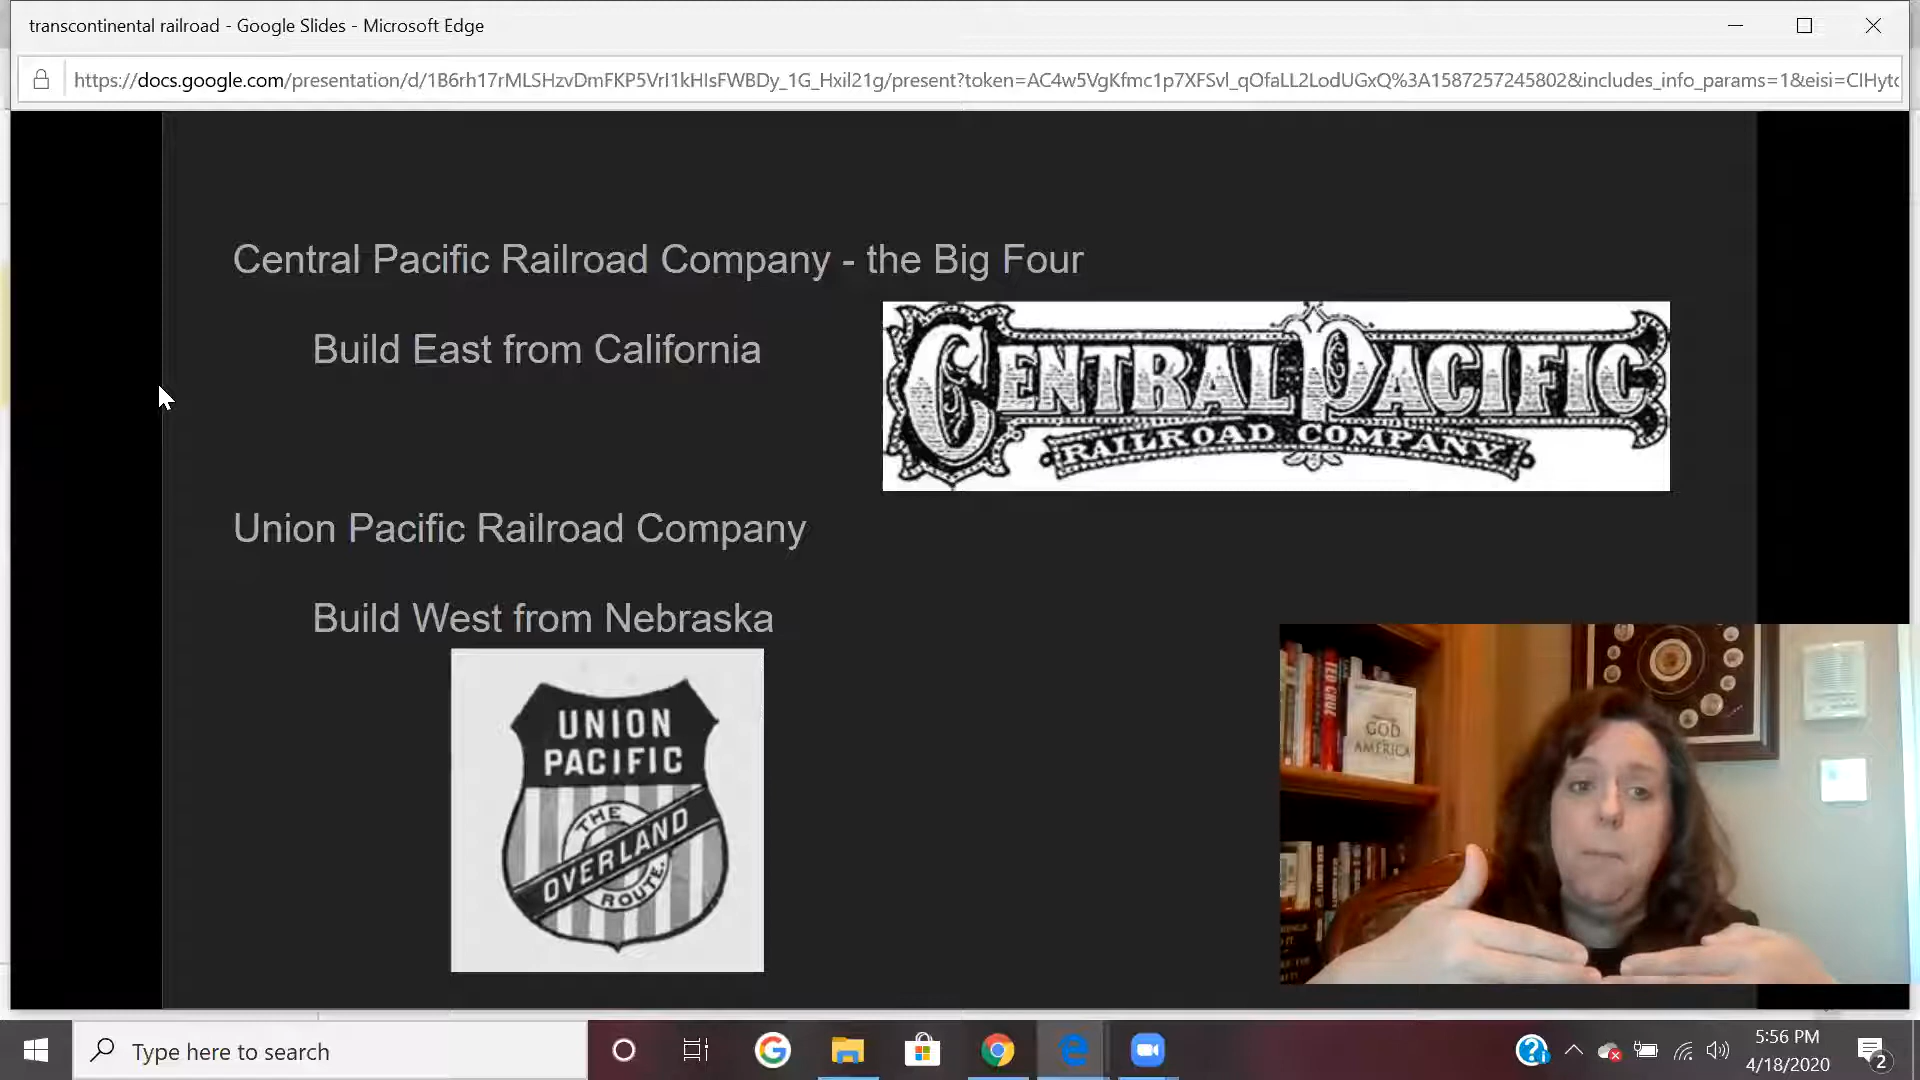 transcontinental railroad - Google Slides - Microsoft Edge
https://docs.google.com/presentation/d/1B6rh17rMLSHzvDmFKP5VrI1kHIsFWBDy_1G_Hxil21g/present?token=AC4w5VgKfmc1p7XFSvl_qOfaLL2LodUGxQ%3A1587257245802&includes_info_params=1&eisi=CIHyt
Central Pacific Railroad Company - the Big Four
Build East from California
CENTRAL PACIFIC
RAILROAD COMPANY
Union Pacific Railroad Company
Build West from Nebraska
UNION
PACIFIC
THE
OVERLAND
ROUTE
TED CRUZ
GOD
AMERICA
Type here to search
5:56 PM
4/18/2020
2